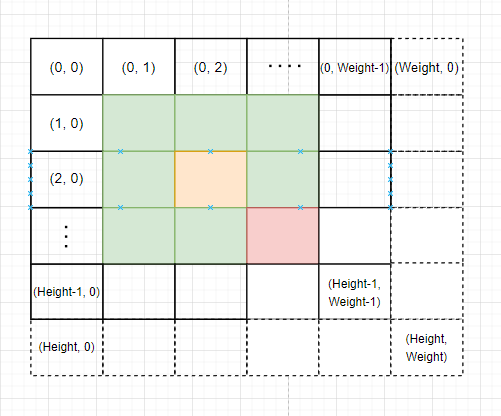 (0, 0) (0, 1) (0, 2) .... (0, Weight-1) (Weight, 0)
(1, 0)
(2, 0)
⋮
(Height-1, 0) (Height-1,
Weight-1)
(Height, 0) (Height,
Weight)